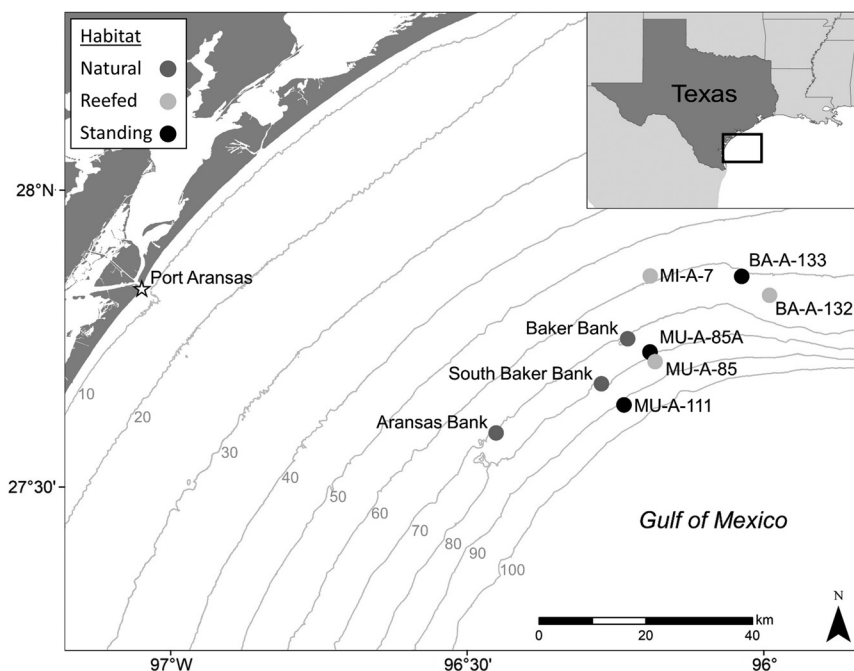 Habitat
Natural
Reefed
Standing
Texas
28°N
Port Aransas
MI-A-7
BA-A-133
BA-A-132
Baker Bank
MU-A-85A
MU-A-85
South Baker Bank
MU-A-111
Aransas Bank
10
20
30
40
50
60
70
80
90
100
27°30'
Gulf of Mexico
N
km
0
10
20
40
97°W
96°30'
96°